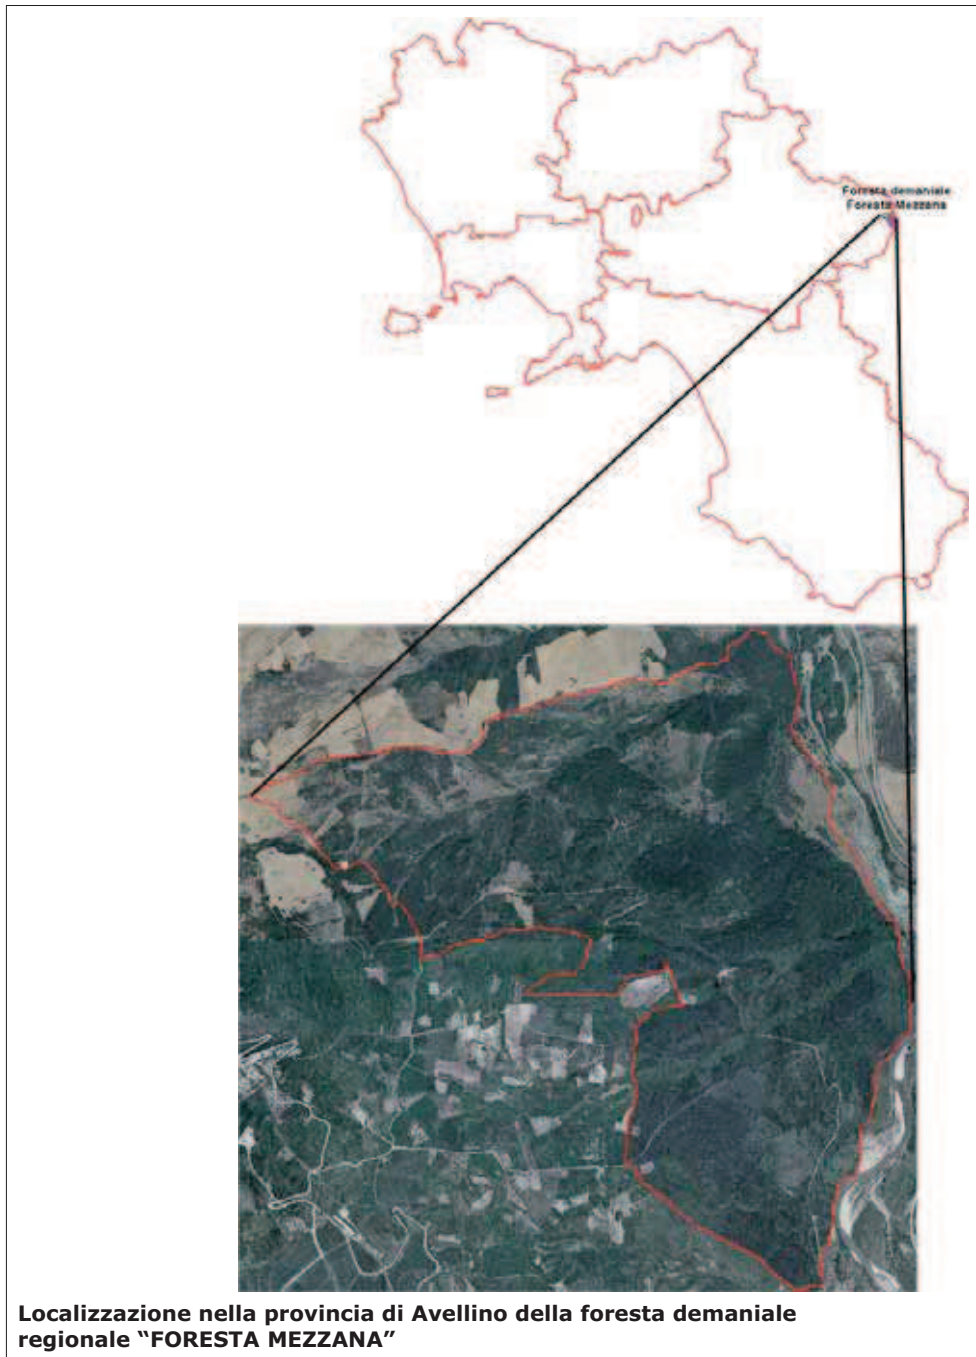 Foresta demaniale
Foresta Mezzana
Localizzazione nella provincia di Avellino della foresta demaniale
regionale “FORESTA MEZZANA”